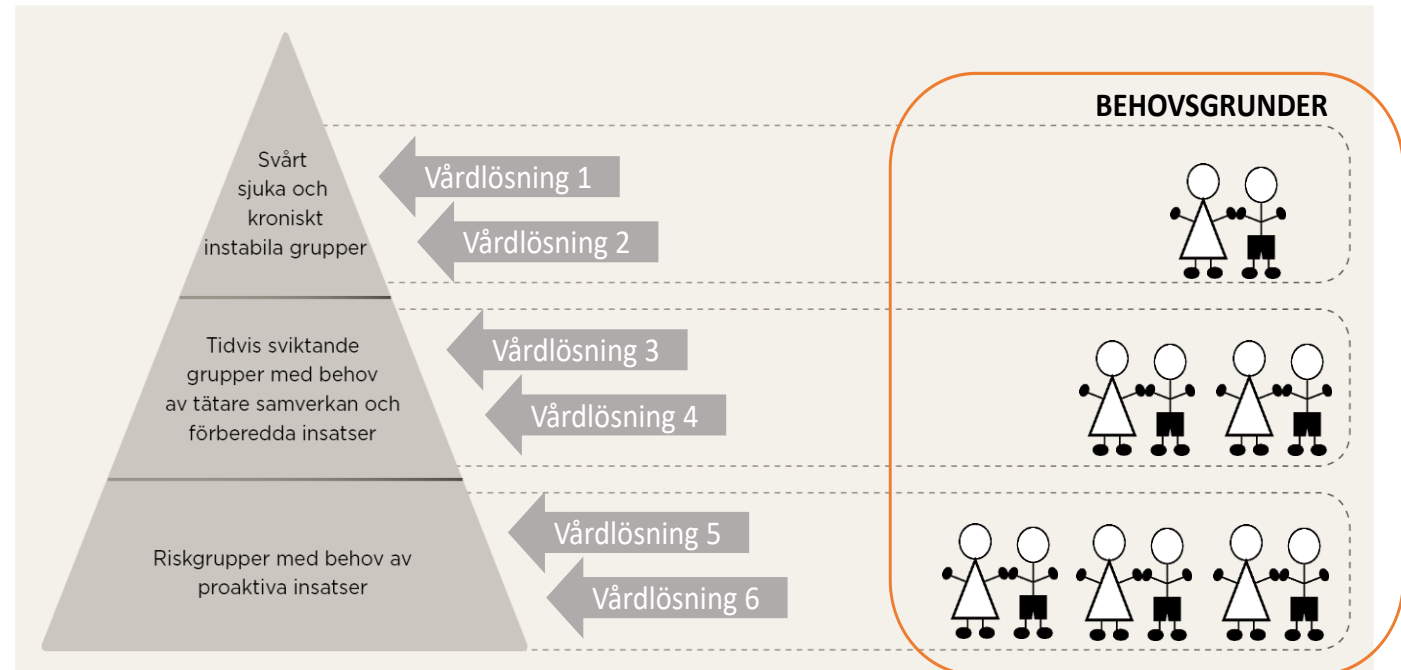 BEHOVSGRUNDER
Svårt
sjuka och
kroniskt
instabila grupper
Vårdlösning 1
Vårdlösning 2
Tidvis sviktande
grupper med behov
av tätare samverkan och
förberedda insatser
Vårdlösning 3
Vårdlösning 4
Riskgrupper med behov av
proaktiva insatser
Vårdlösning 5
Vårdlösning 6